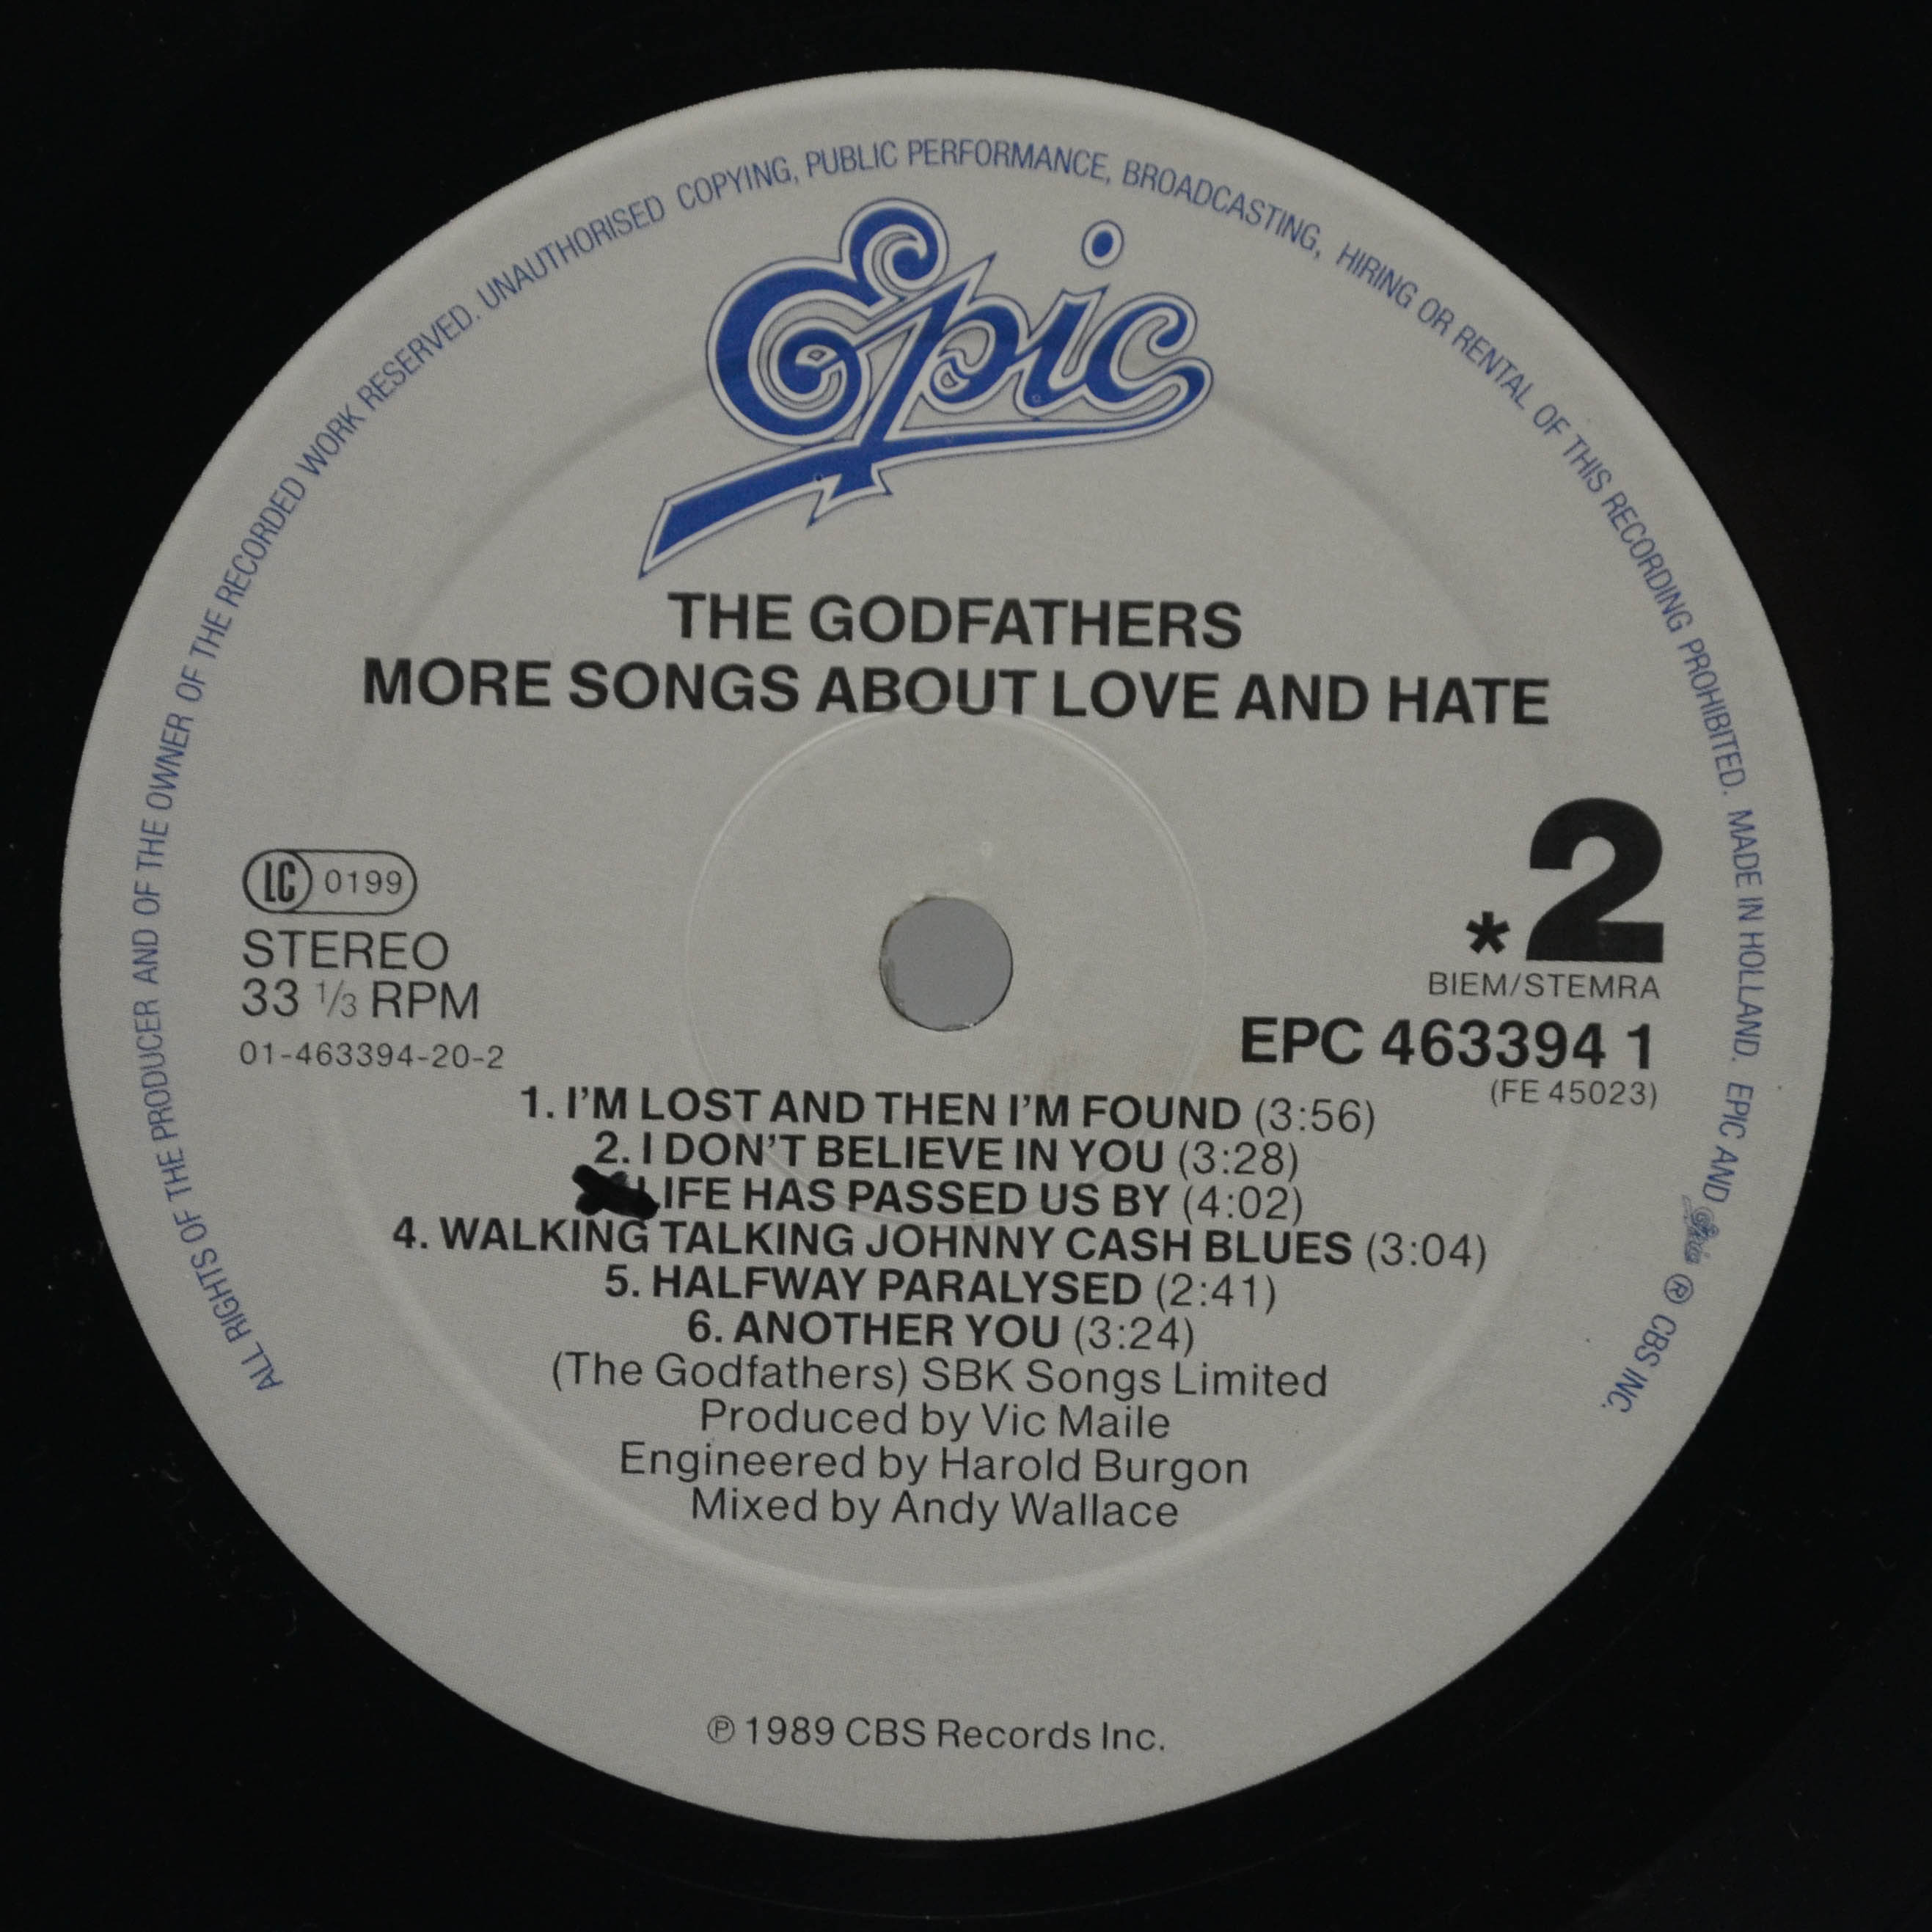 ALL RIGHTS OF THE PRODUCER AND OF THE OWNER OF THE RECORDED WORK RESERVED. UNAUTHORISED COPYING, PUBLIC PERFORMANCE, BROADCASTING, HIRING OR RENTAL OF THIS RECORDING PROHIBITED. MADE IN HOLLAND. EPIC AND Epic ® CBS INC.
Epic
THE GODFATHERS
MORE SONGS ABOUT LOVE AND HATE
LC 0199
STEREO
33 1/3 RPM
01-463394-20-2
*2
BIEM/STEMRA
EPC 463394 1
(FE 45023)
1. I'M LOST AND THEN I'M FOUND (3:56)
2. I DON'T BELIEVE IN YOU (3:28)
LIFE HAS PASSED US BY (4:02)
4. WALKING TALKING JOHNNY CASH BLUES (3:04)
5. HALFWAY PARALYSED (2:41)
6. ANOTHER YOU (3:24)
(The Godfathers) SBK Songs Limited
Produced by Vic Maile
Engineered by Harold Burgon
Mixed by Andy Wallace
℗ 1989 CBS Records Inc.